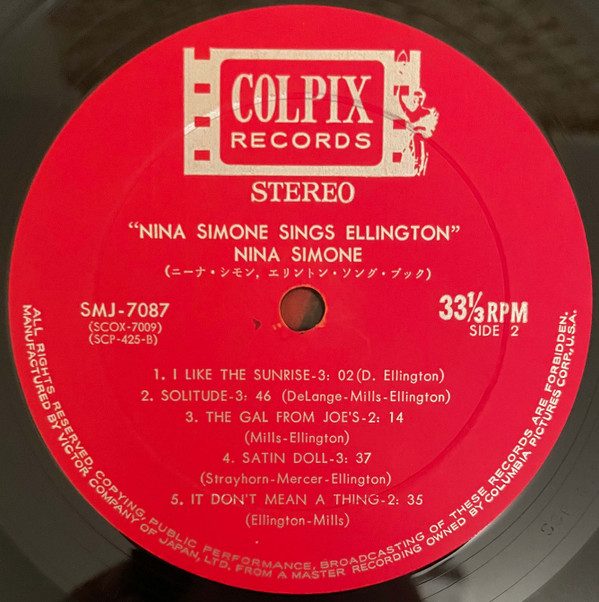 COLPIX
RECORDS
STEREO
“NINA SIMONE SINGS ELLINGTON”
NINA SIMONE
(ニーナ・シモン, エリントン・ソング・ブック)
SMJ-7087
(SCOX-7009)
(SCP-425-B)
33⅓RPM
SIDE 2
1. I LIKE THE SUNRISE-3: 02(D. Ellington)
2. SOLITUDE-3: 46 (DeLange-Mills-Ellington)
3. THE GAL FROM JOE'S-2: 14
(Mills-Ellington)
4. SATIN DOLL-3: 37
(Strayhorn-Mercer-Ellington)
5. IT DON'T MEAN A THING-2: 35
(Ellington-Mills)
ALL RIGHTS RESERVED, COPYING, PUBLIC PERFORMANCE, BROADCASTING OF THESE RECORDS ARE FORBIDDEN.
MANUFACTURED BY VICTOR COMPANY OF JAPAN, LTD. FROM A MASTER RECORDING OWNED BY COLUMBIA PICTURES CORP., U.S.A.